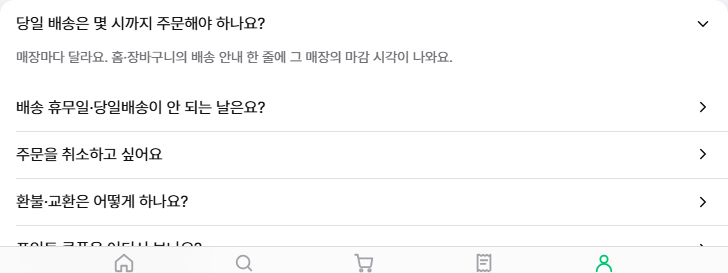 당일 배송은 몇 시까지 주문해야 하나요?
매장마다 달라요. 홈·장바구니의 배송 안내 한 줄에 그 매장의 마감 시각이 나와요.
배송 휴무일·당일배송이 안 되는 날은요?
주문을 취소하고 싶어요
환불·교환은 어떻게 하나요?